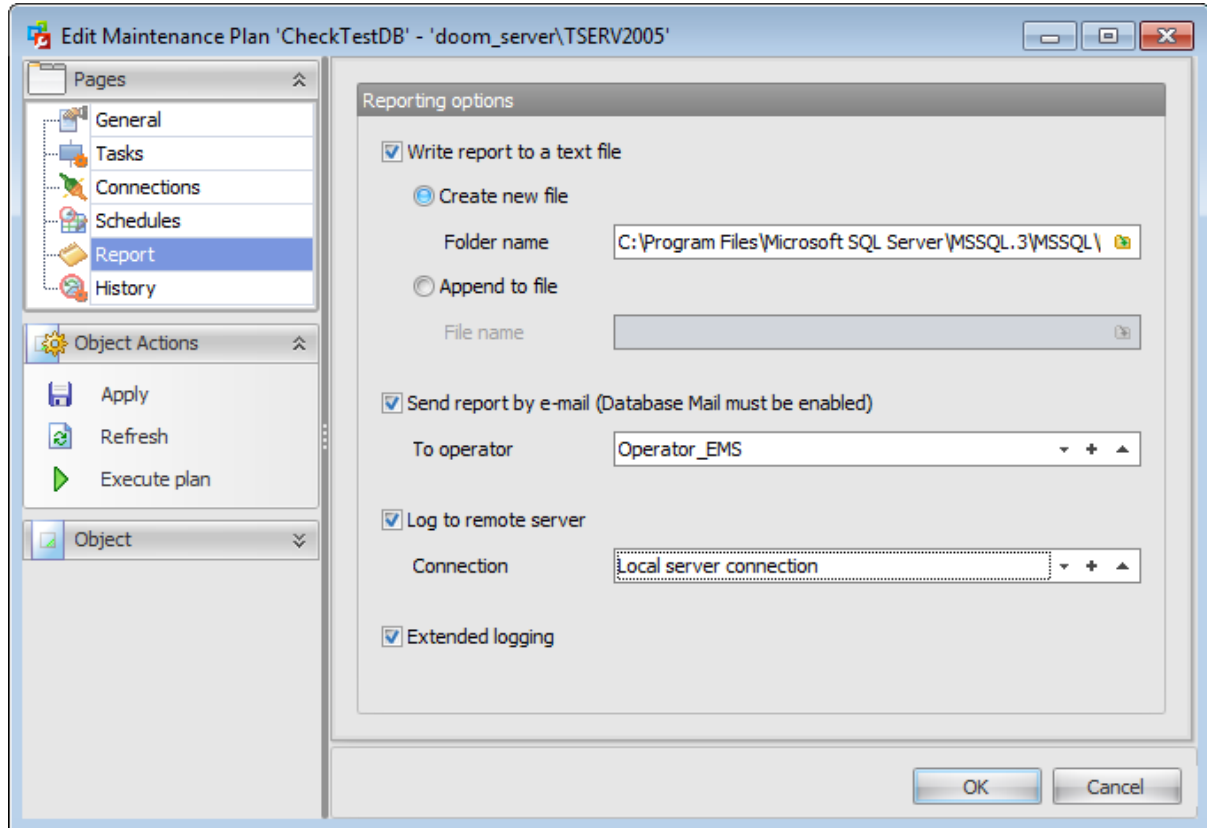 Edit Maintenance Plan 'CheckTestDB' - 'doom_server\TSERV2005'
Pages
General
Tasks
Connections
Schedules
Report
History
Object Actions
Apply
Refresh
Execute plan
Object
Reporting options
Write report to a text file
Create new file
Folder name C:\Program Files\Microsoft SQL Server\MSSQL.3\MSSQL\
Append to file
File name
Send report by e-mail (Database Mail must be enabled)
To operator Operator_EMS
Log to remote server
Connection Local server connection
Extended logging
OK Cancel